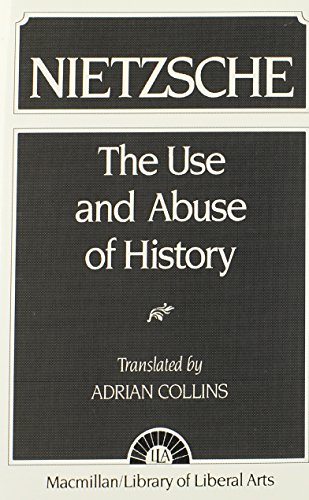 NIETZSCHE
The Use
and Abuse
of History
Translated by
ADRIAN COLLINS
LLA
Macmillan/Library of Liberal Arts